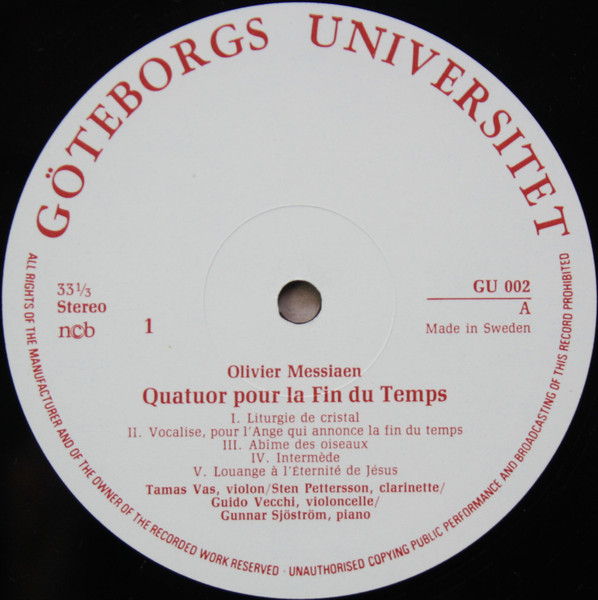 GÖTEBORGS UNIVERSITET
33 1/3
Stereo
ncb
1
GU 002
A
Made in Sweden
Olivier Messiaen
Quatuor pour la Fin du Temps
I. Liturgie de cristal
II. Vocalise, pour l'Ange qui annonce la fin du temps
III. Abîme des oiseaux
IV. Intermède
V. Louange à l'Éternité de Jésus
Tamas Vas, violon/Sten Pettersson, clarinette/
Guido Vecchi, violoncelle/
Gunnar Sjöström, piano
ALL RIGHTS OF THE MANUFACTURER AND OF THE OWNER OF THE RECORDED WORK RESERVED · UNAUTHORISED COPYING PUBLIC PERFORMANCE AND BROADCASTING OF THIS RECORD PROHIBITED